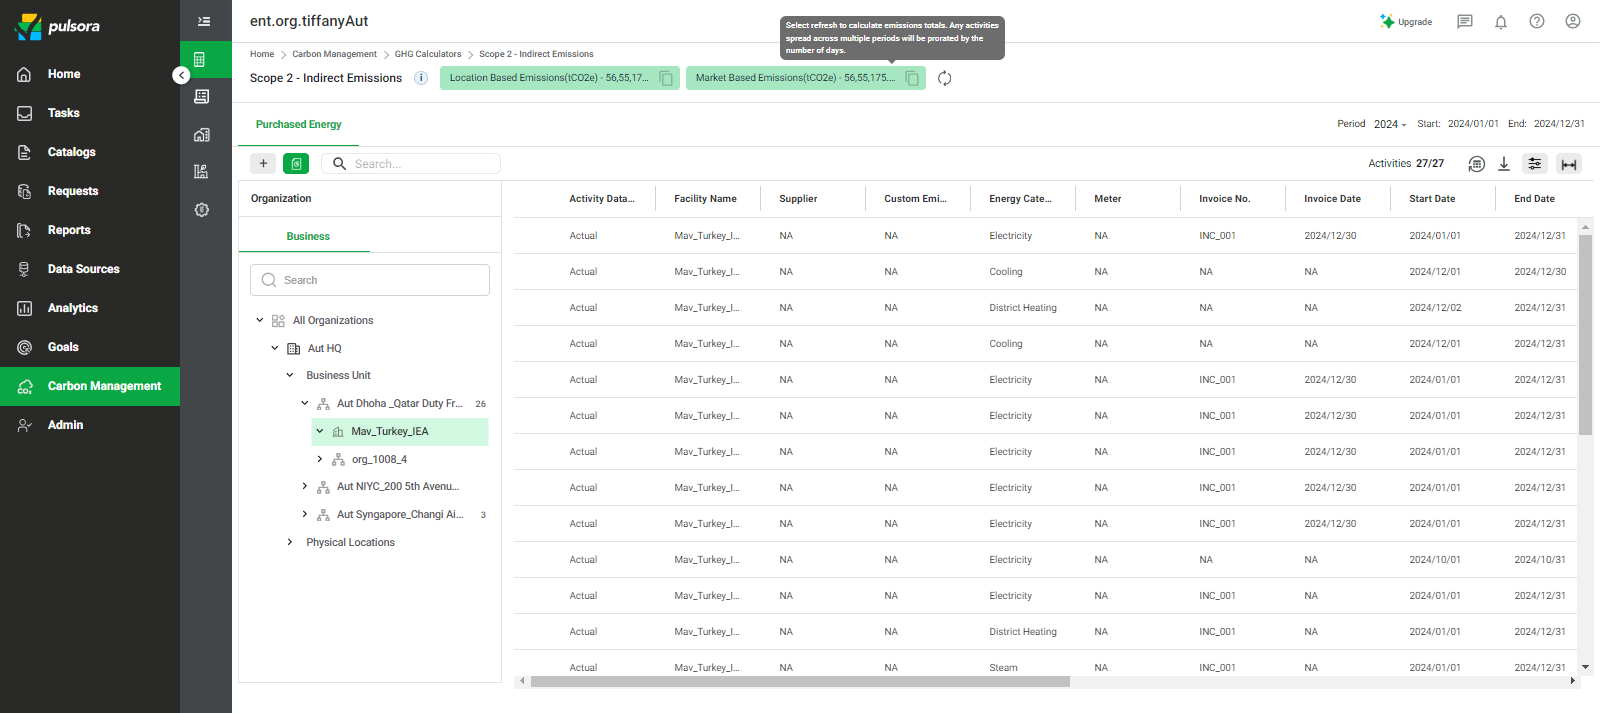 pulsora
Home
Tasks
Catalogs
Requests
Reports
Data Sources
Analytics
Goals
Carbon Management
Admin
ent.org.tiffanyAut
Select refresh to calculate emissions totals. Any activities
spread across multiple periods will be prorated by the
number of days.
Upgrade
Home > Carbon Management > GHG Calculators > Scope 2 - Indirect Emissions
Scope 2 - Indirect Emissions
Location Based Emissions(tCO2e) - 56,55,17...
Market Based Emissions(tCO2e) - 56,55,175....
Purchased Energy
Period 2024 Start: 2024/01/01 End: 2024/12/31
Search...
Activities 27/27
Organization
Business
Search
All Organizations
Aut HQ
Business Unit
Aut Dhoha _Qatar Duty Fr... 26
Mav_Turkey_IEA
org_1008_4
Aut NIYC_200 5th Avenu...
Aut Syngapore_Changi Ai... 3
Physical Locations
Activity Data... Facility Name Supplier Custom Emi... Energy Cate... Meter Invoice No. Invoice Date Start Date End Date
Actual Mav_Turkey_I... NA NA Electricity NA INC_001 2024/12/30 2024/01/01 2024/12/31
Actual Mav_Turkey_I... NA NA Cooling NA NA NA 2024/12/01 2024/12/30
Actual Mav_Turkey_I... NA NA District Heating NA NA NA 2024/12/02 2024/12/31
Actual Mav_Turkey_I... NA NA Cooling NA NA NA 2024/12/01 2024/12/31
Actual Mav_Turkey_I... NA NA Electricity NA INC_001 2024/12/30 2024/01/01 2024/12/31
Actual Mav_Turkey_I... NA NA Electricity NA INC_001 2024/12/30 2024/01/01 2024/12/31
Actual Mav_Turkey_I... NA NA Electricity NA INC_001 2024/12/30 2024/01/01 2024/12/31
Actual Mav_Turkey_I... NA NA Electricity NA INC_001 2024/12/30 2024/01/01 2024/12/31
Actual Mav_Turkey_I... NA NA Electricity NA INC_001 2024/12/30 2024/01/01 2024/12/31
Actual Mav_Turkey_I... NA NA Electricity NA NA NA 2024/10/01 2024/10/31
Actual Mav_Turkey_I... NA NA Electricity NA INC_001 NA 2024/01/01 2024/12/31
Actual Mav_Turkey_I... NA NA District Heating NA INC_001 NA 2024/01/01 2024/12/31
Actual Mav_Turkey_I... NA NA Steam NA INC_001 NA 2024/01/01 2024/12/31